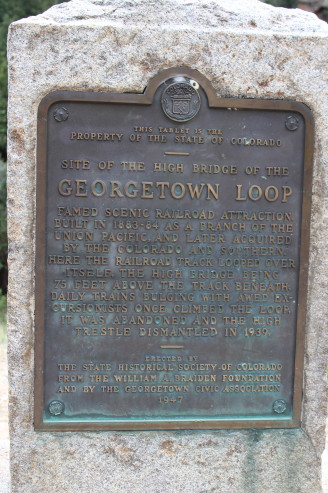 THIS TABLET IS THE
PROPERTY OF THE STATE OF COLORADO
SITE OF THE HIGH BRIDGE OF THE
GEORGETOWN LOOP
FAMED SCENIC RAILROAD ATTRACTION
BUILT IN 1883-84 AS A BRANCH OF THE
UNION PACIFIC AND LATER ACQUIRED
BY THE COLORADO AND SOUTHERN.
HERE THE RAILROAD TRACK LOOPED OVER
ITSELF, THE HIGH BRIDGE BEING
75 FEET ABOVE THE TRACK BENEATH.
DAILY TRAINS BULGING WITH AWED EX-
CURSIONISTS ONCE CLIMBED THE LOOP.
IT WAS ABANDONED AND THE HIGH
TRESTLE DISMANTLED IN 1939.
ERECTED BY
THE STATE HISTORICAL SOCIETY OF COLORADO
FROM THE WILLIAM A. BRAIDEN FOUNDATION
AND BY THE GEORGETOWN CIVIC ASSOCIATION
1947